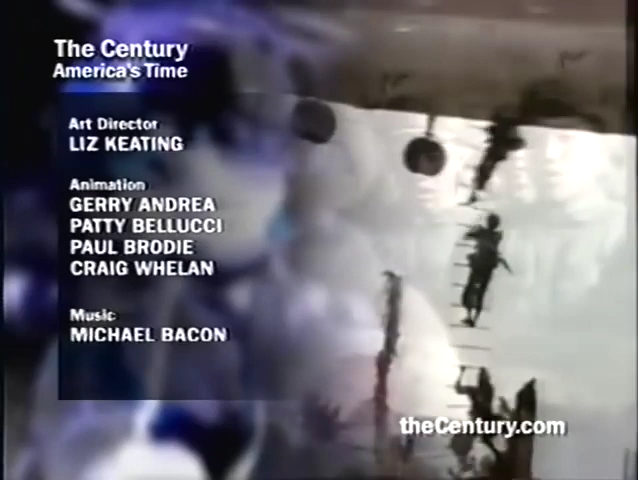 The Century
America's Time
Art Director
LIZ KEATING
Animation
GERRY ANDREA
PATTY BELLUCCI
PAUL BRODIE
CRAIG WHELAN
Music
MICHAEL BACON
theCentury.com